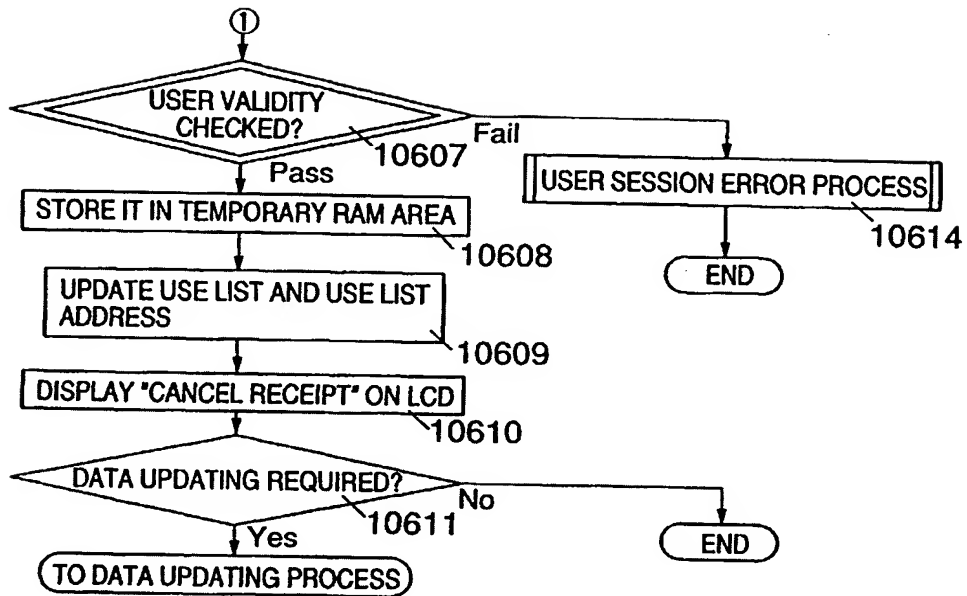 1
USER VALIDITY
CHECKED?
10607
Fail
Pass
USER SESSION ERROR PROCESS
10614
STORE IT IN TEMPORARY RAM AREA
10608
END
UPDATE USE LIST AND USE LIST
ADDRESS
10609
DISPLAY "CANCEL RECEIPT" ON LCD
10610
DATA UPDATING REQUIRED?
10611
No
Yes
END
TO DATA UPDATING PROCESS